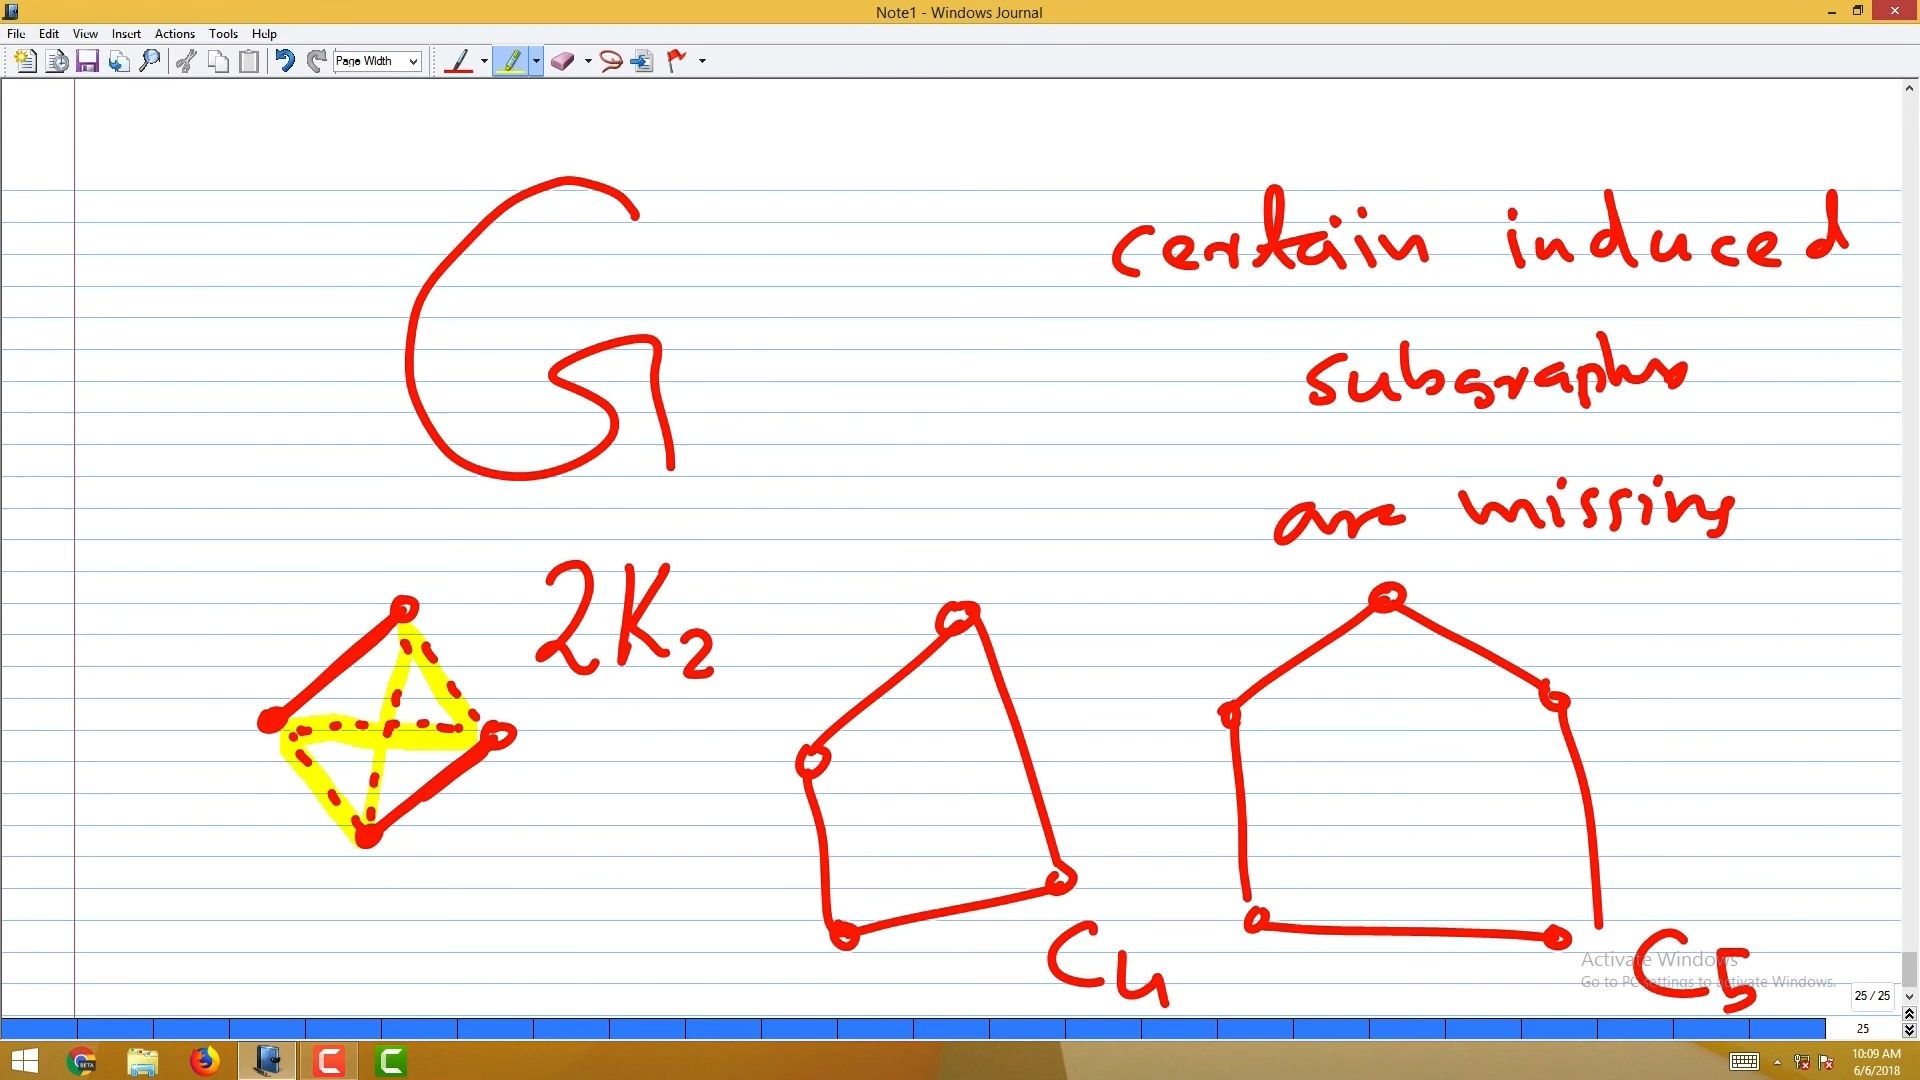 Note1 - Windows Journal
File Edit View Insert Actions Tools Help
Page Width
G
certain induced
subgraphs
are missing
2K2
C4
C5
Activate Windows
Go to PC settings to activate Windows.
25 / 25
25
BETA
10:09 AM
6/6/2018